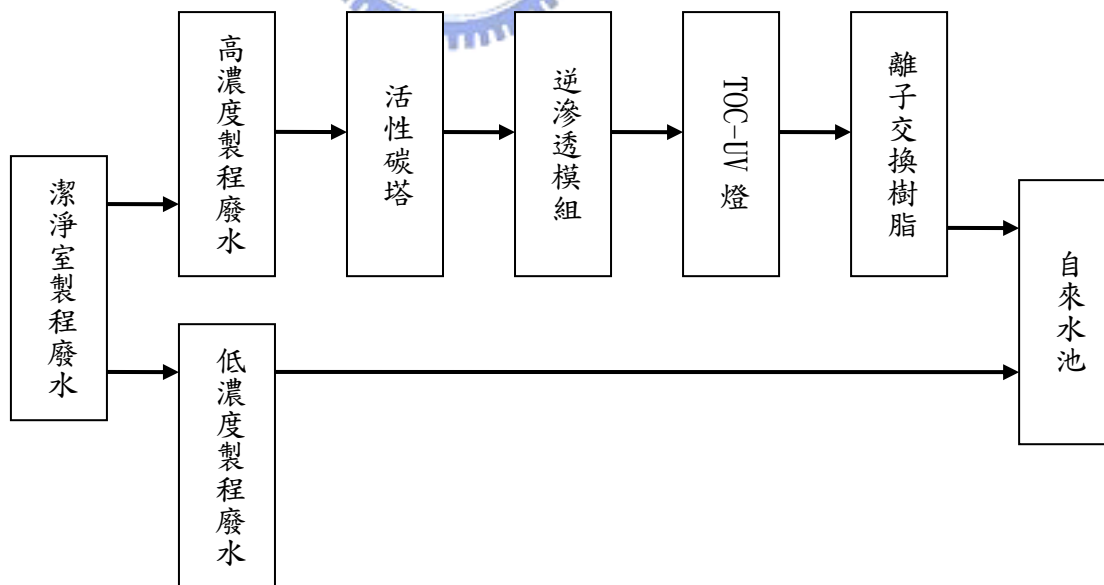 潔淨室製程廢水
高濃度製程廢水
活性碳塔
逆滲透模組
TOC-UV 燈
離子交換樹脂
低濃度製程廢水
自來水池